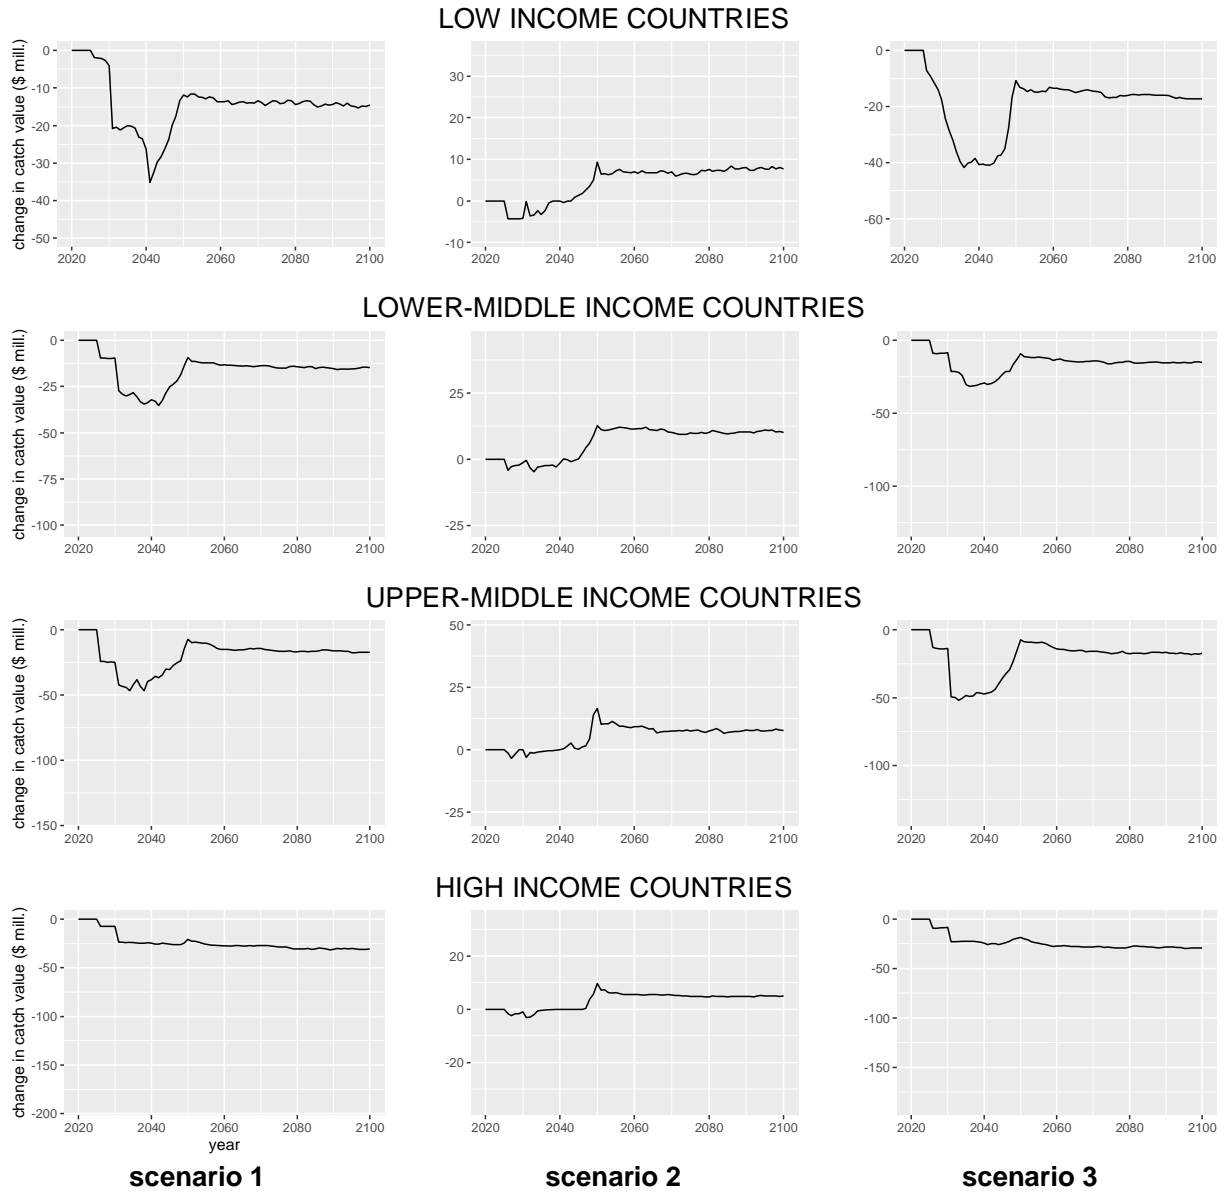 LOW INCOME COUNTRIES
change in catch value ($ mill.)
0
-10
-20
-30
-40
-50
2020 2040 2060 2080 2100
30
20
10
0
-10
2020 2040 2060 2080 2100
0
-20
-40
-60
2020 2040 2060 2080 2100
LOWER-MIDDLE INCOME COUNTRIES
change in catch value ($ mill.)
0
-25
-50
-75
-100
2020 2040 2060 2080 2100
25
0
-25
2020 2040 2060 2080 2100
0
-50
-100
2020 2040 2060 2080 2100
UPPER-MIDDLE INCOME COUNTRIES
change in catch value ($ mill.)
0
-50
-100
-150
2020 2040 2060 2080 2100
50
25
0
-25
2020 2040 2060 2080 2100
0
-50
-100
2020 2040 2060 2080 2100
HIGH INCOME COUNTRIES
change in catch value ($ mill.)
0
-50
-100
-150
-200
2020 2040 2060 2080 2100
year
20
0
-20
2020 2040 2060 2080 2100
0
-50
-100
-150
2020 2040 2060 2080 2100
scenario 1 scenario 2 scenario 3